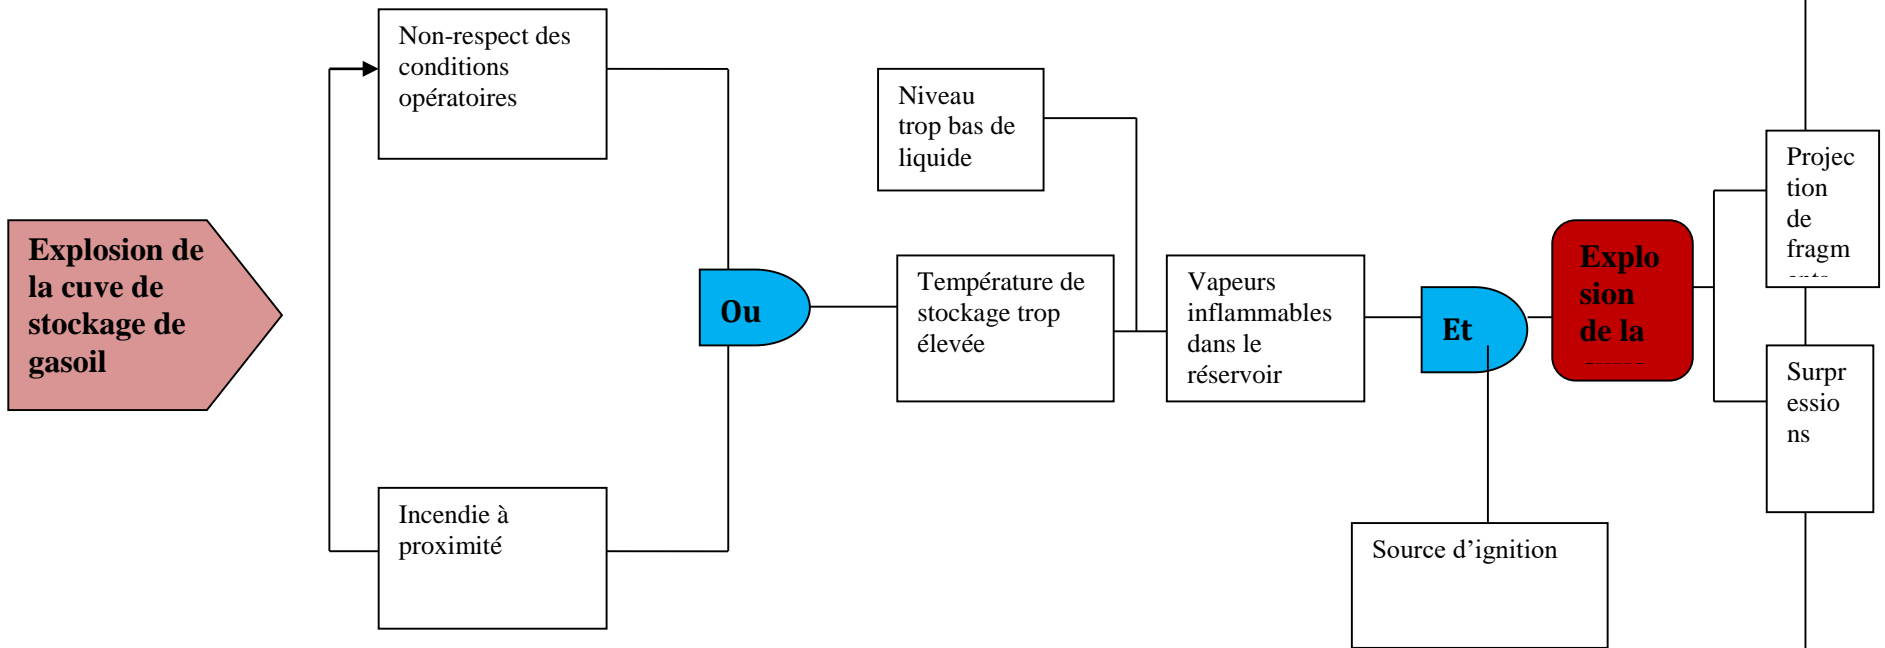 Explosion de
la cuve de
stockage de
gasoil
Non-respect des
conditions
opératoires
Incendie à
proximité
Ou
Niveau
trop bas de
liquide
Température de
stockage trop
élevée
Vapeurs
inflammables
dans le
réservoir
Et
Source d’ignition
Explo
sion
de la
Projec
tion
de
fragm
Surpr
essio
ns